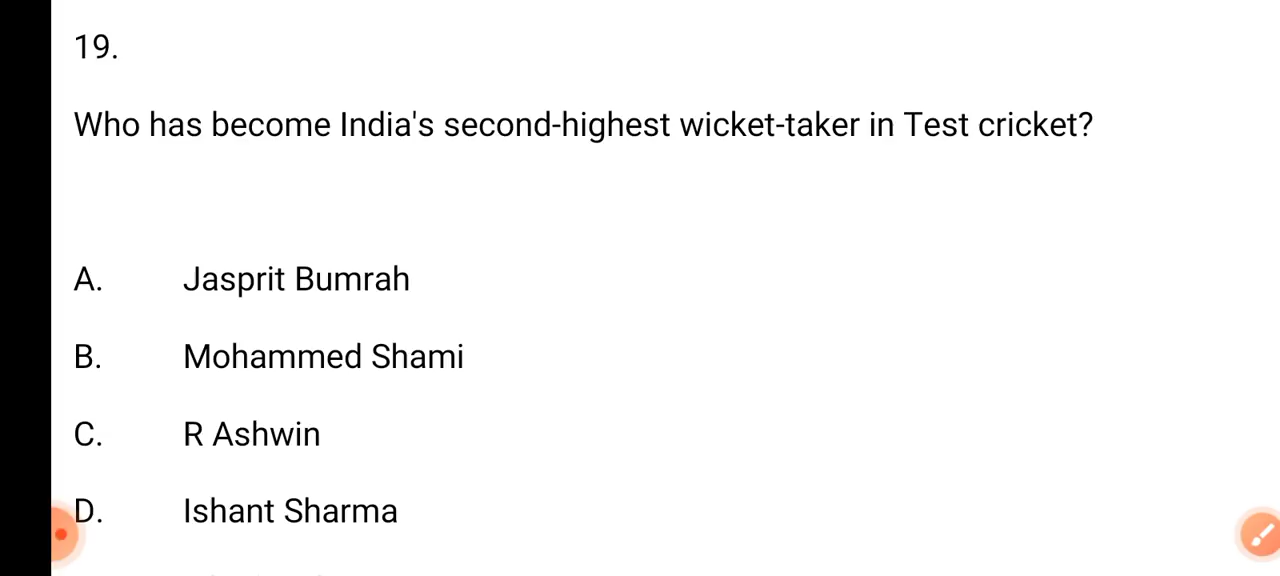 19.
Who has become India's second-highest wicket-taker in Test cricket?
A. Jasprit Bumrah
B. Mohammed Shami
C. R Ashwin
D. Ishant Sharma